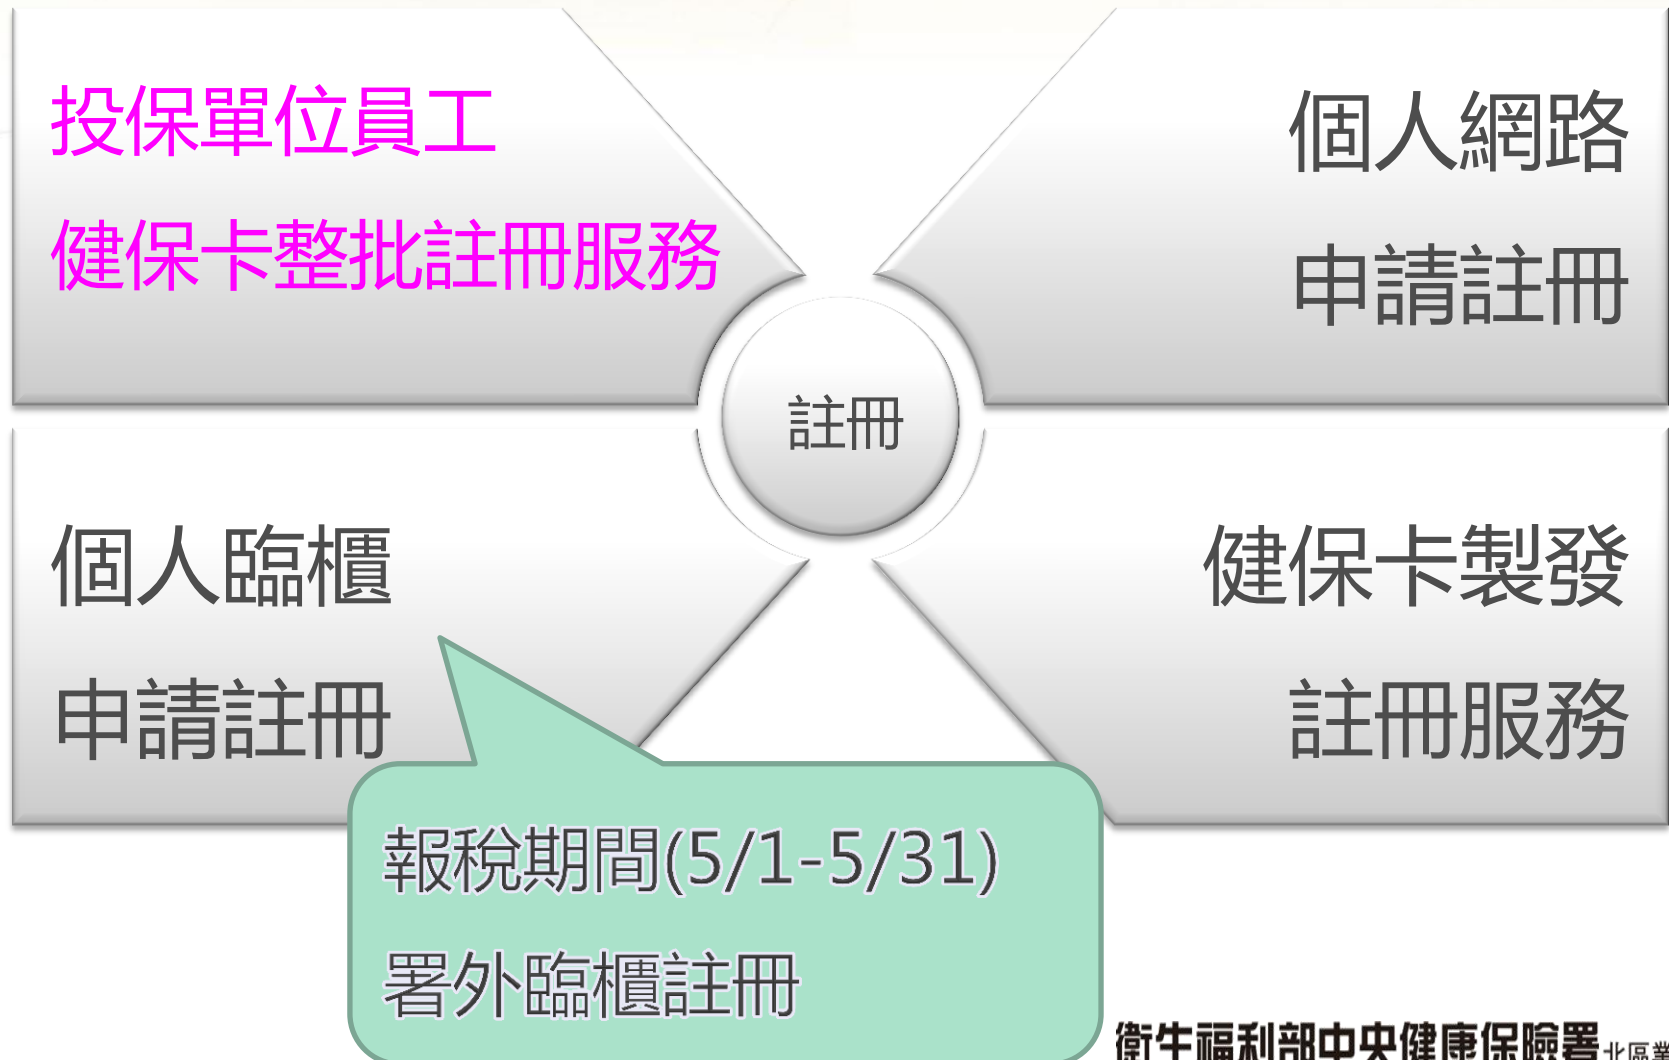 投保單位員工
健保卡整批註冊服務
個人網路
申請註冊
註冊
個人臨櫃
申請註冊
健保卡製發
註冊服務
報稅期間(5/1-5/31)
署外臨櫃註冊
衛生福利部中央健康保險署 北區業